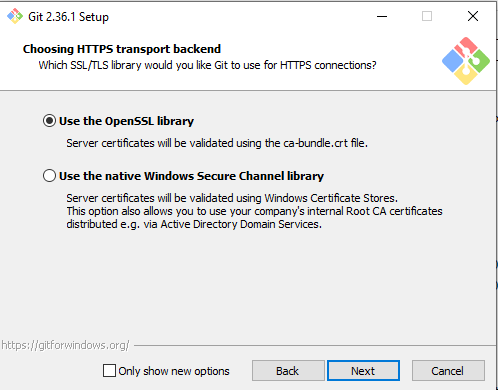 Git 2.36.1 Setup
Choosing HTTPS transport backend
Which SSL/TLS library would you like Git to use for HTTPS connections?
Use the OpenSSL library
Server certificates will be validated using the ca-bundle.crt file.
Use the native Windows Secure Channel library
Server certificates will be validated using Windows Certificate Stores.
This option also allows you to use your company's internal Root CA certificates
distributed e.g. via Active Directory Domain Services.
https://gitforwindows.org/
Only show new options
Back
Next
Cancel